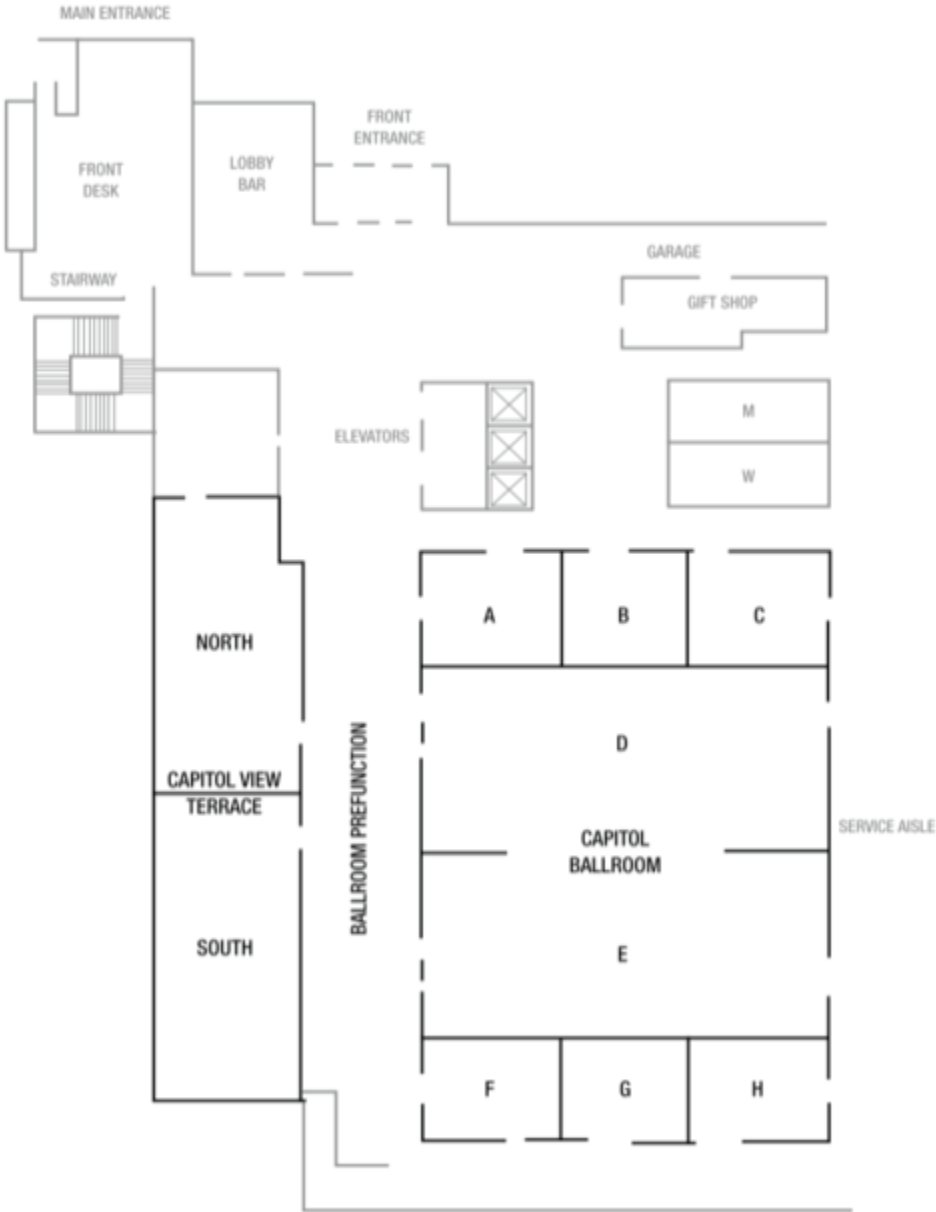 MAIN ENTRANCE
FRONT
ENTRANCE
LOBBY
BAR
FRONT
DESK
GARAGE
STAIRWAY
GIFT SHOP
M
ELEVATORS
W
A
B
C
NORTH
D
CAPITOL VIEW
TERRACE
BALLROOM PREFUNCTION
SERVICE AISLE
CAPITOL
BALLROOM
SOUTH
E
F
G
H